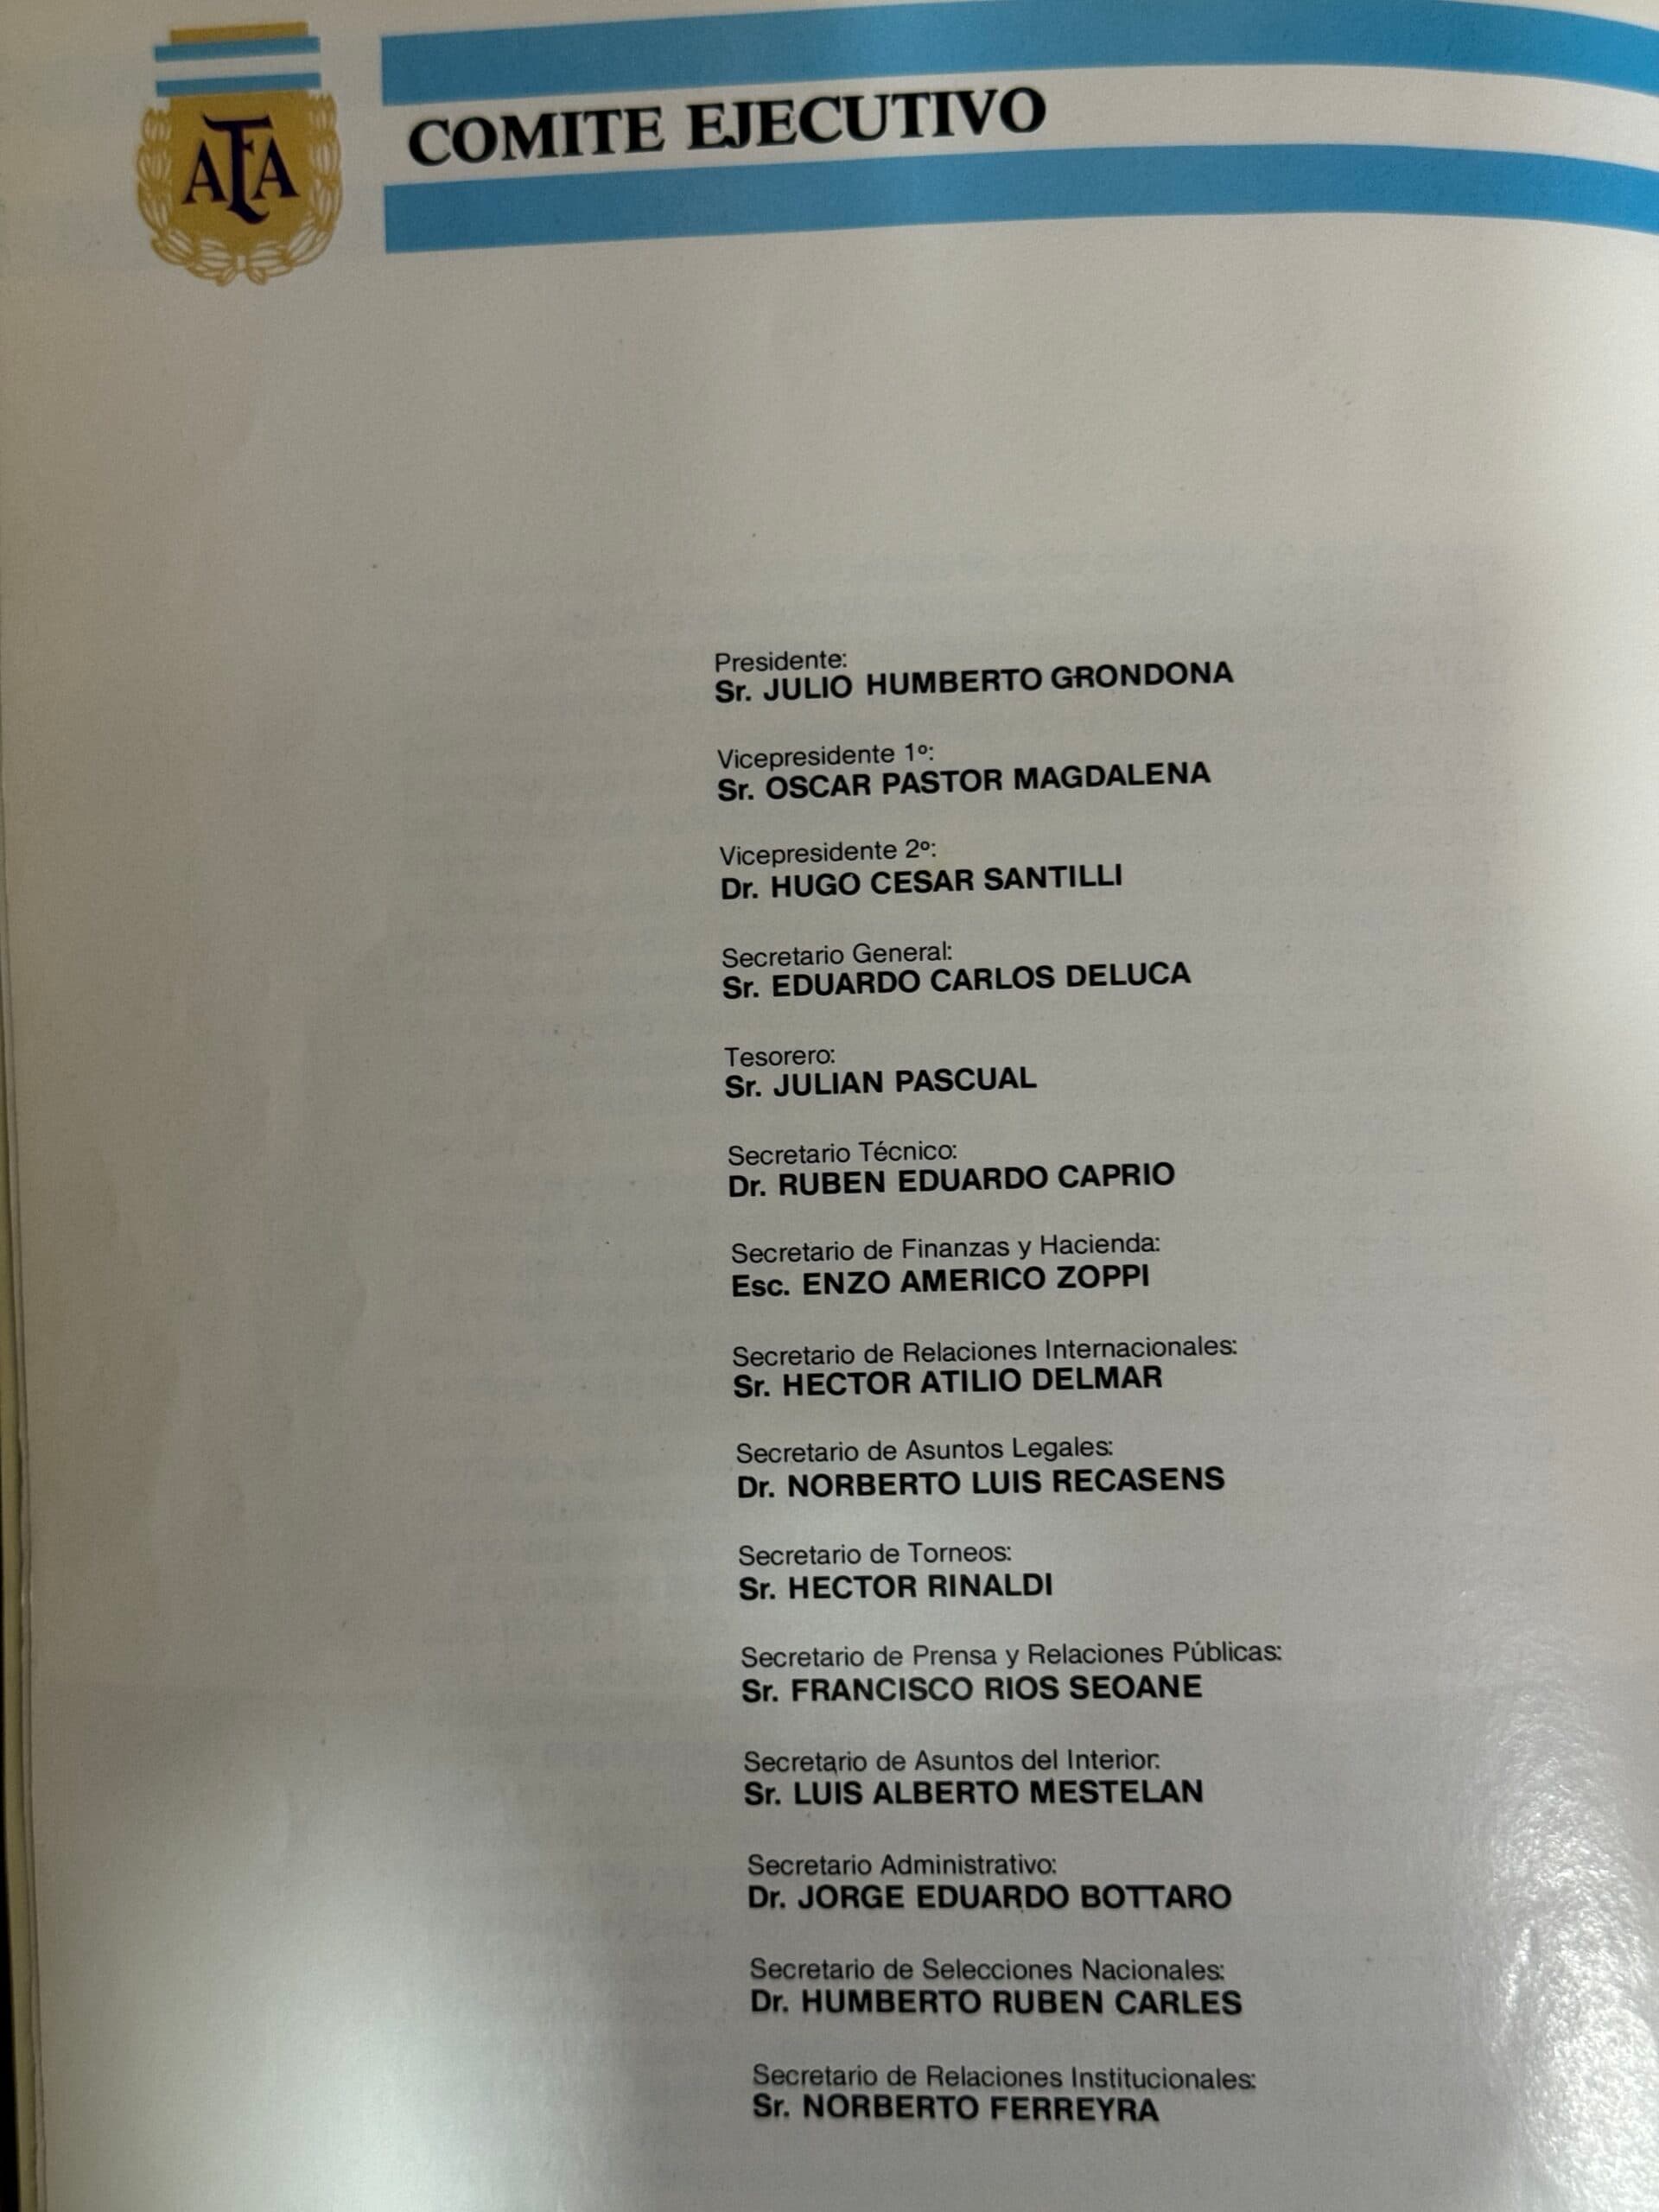 AFA
COMITE EJECUTIVO
Presidente:
Sr. JULIO HUMBERTO GRONDONA
Vicepresidente 1º:
Sr. OSCAR PASTOR MAGDALENA
Vicepresidente 2º:
Dr. HUGO CESAR SANTILLI
Secretario General:
Sr. EDUARDO CARLOS DELUCA
Tesorero:
Sr. JULIAN PASCUAL
Secretario Técnico:
Dr. RUBEN EDUARDO CAPRIO
Secretario de Finanzas y Hacienda:
Esc. ENZO AMERICO ZOPPI
Secretario de Relaciones Internacionales:
Sr. HECTOR ATILIO DELMAR
Secretario de Asuntos Legales:
Dr. NORBERTO LUIS RECASENS
Secretario de Torneos:
Sr. HECTOR RINALDI
Secretario de Prensa y Relaciones Públicas:
Sr. FRANCISCO RIOS SEOANE
Secretario de Asuntos del Interior:
Sr. LUIS ALBERTO MESTELAN
Secretario Administrativo:
Dr. JORGE EDUARDO BOTTARO
Secretario de Selecciones Nacionales:
Dr. HUMBERTO RUBEN CARLES
Secretario de Relaciones Institucionales:
Sr. NORBERTO FERREYRA